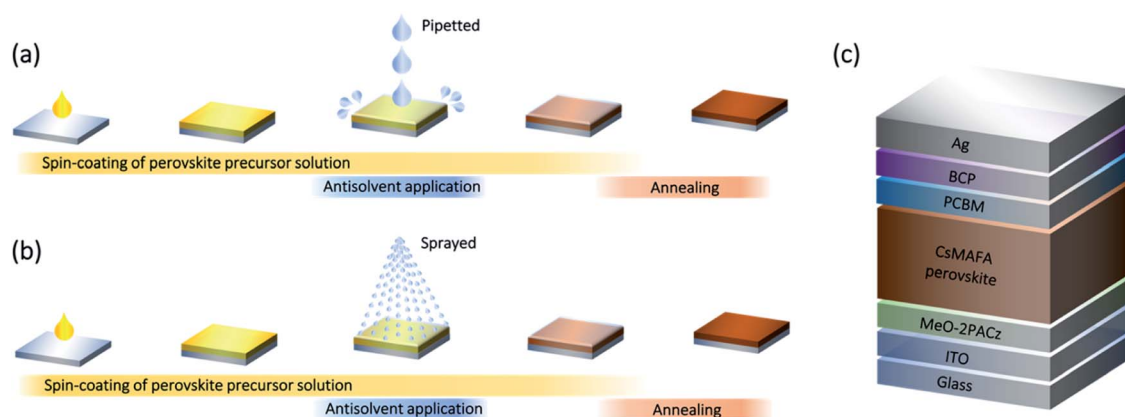 (a)
Pipetted
Spin-coating of perovskite precursor solution
Antisolvent application
Annealing
(b)
Sprayed
Spin-coating of perovskite precursor solution
Antisolvent application
Annealing
(c)
Ag
BCP
PCBM
CsMAFA
perovskite
MeO-2PACz
ITO
Glass